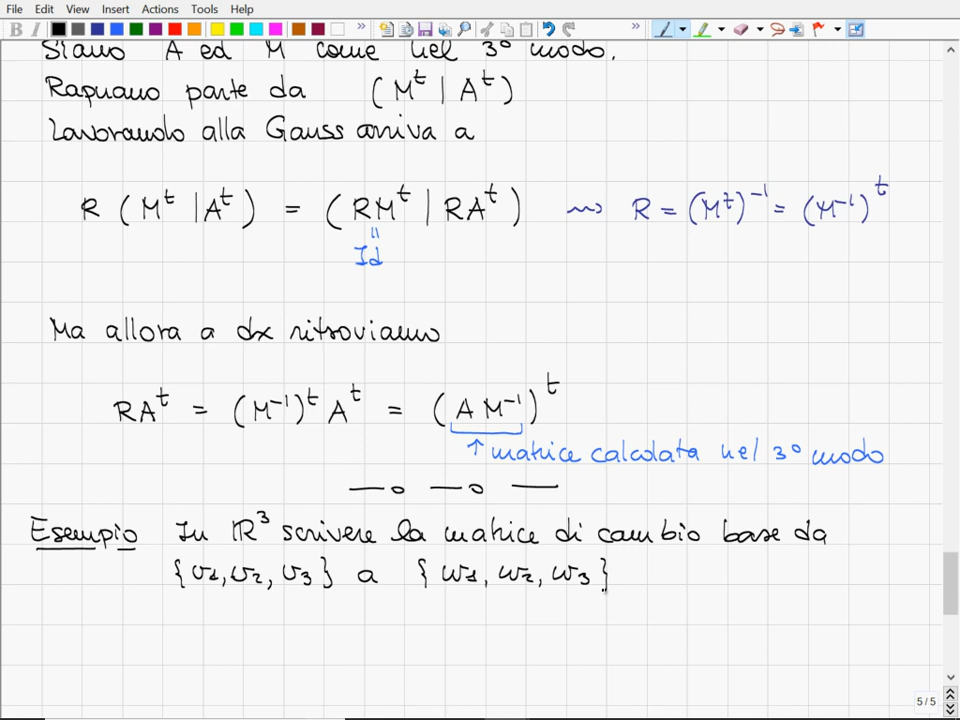 File Edit View Insert Actions Tools Help
B I » »
Siano A ed M come nel 3° modo.
Rapunano parte da (Mᵗ | Aᵗ)
Lavorando alla Gauss arriva a
R (Mᵗ | Aᵗ) = (RMᵗ | RAᵗ) ⇝ R = (Mᵗ)⁻¹ = (M⁻¹)ᵗ
"
Id
Ma allora a dx ritroviamo
RAᵗ = (M⁻¹)ᵗ Aᵗ = (A M⁻¹)ᵗ
↑ matrice calcolata nel 3° modo
—o —o —
Esempio In ℝ³ scrivere la matrice di cambio base da
{v1, v2, v3} a {w1, w2, w3}
5 / 5